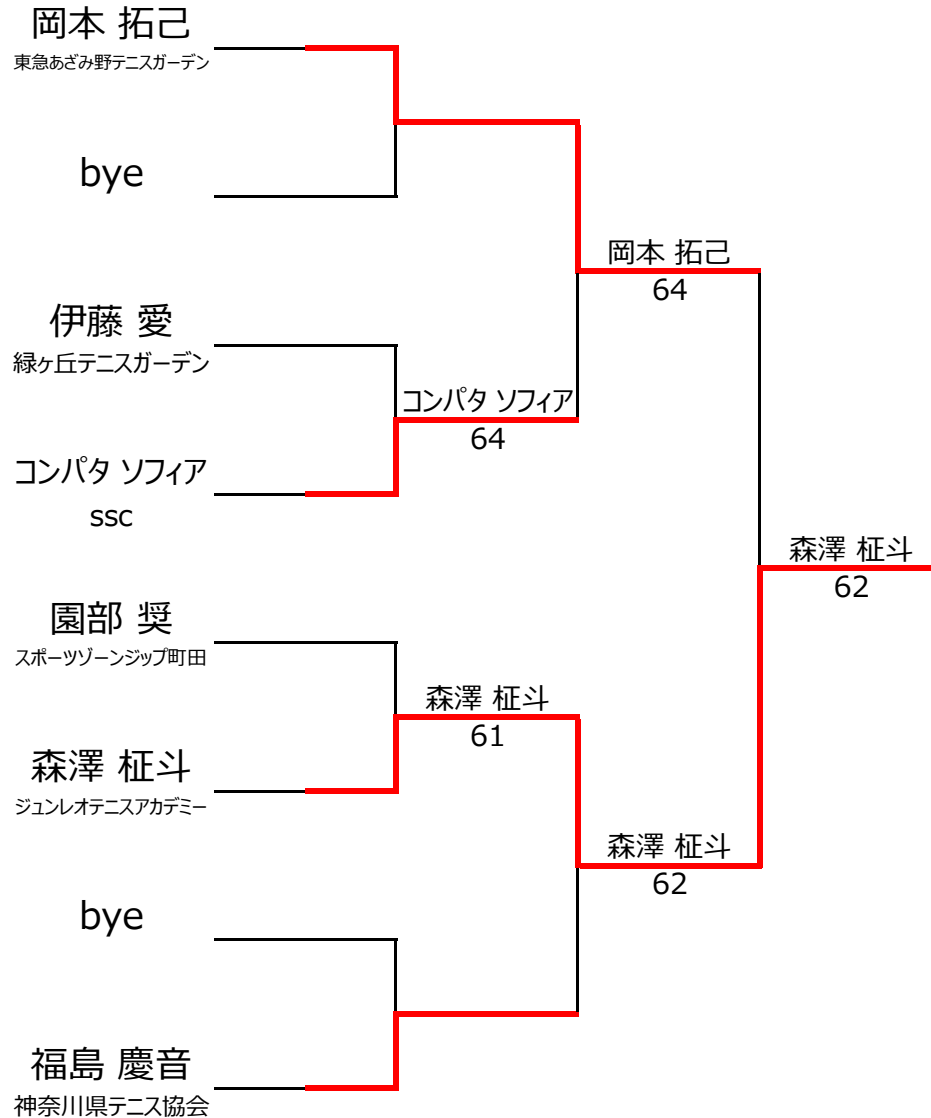 岡本 拓己
東急あざみ野テニスガーデン
bye
岡本 拓己
64
伊藤 愛
緑ヶ丘テニスガーデン
コンパタ ソフィア
64
コンパタ ソフィア
ssc
森澤 柾斗
62
園部 奨
スポーツゾーンジップ町田
森澤 柾斗
61
森澤 柾斗
ジュンレオテニスアカデミー
森澤 柾斗
62
bye
福島 慶音
神奈川県テニス協会